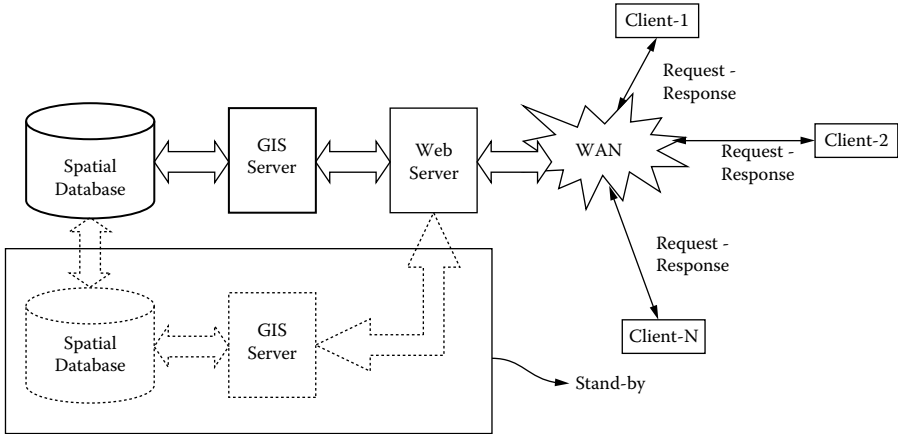 Client-1
Request -
Response
Spatial
Database
GIS
Server
Web
Server
WAN
Request -
Response
Client-2
Request -
Response
Client-N
Spatial
Database
GIS
Server
Stand-by